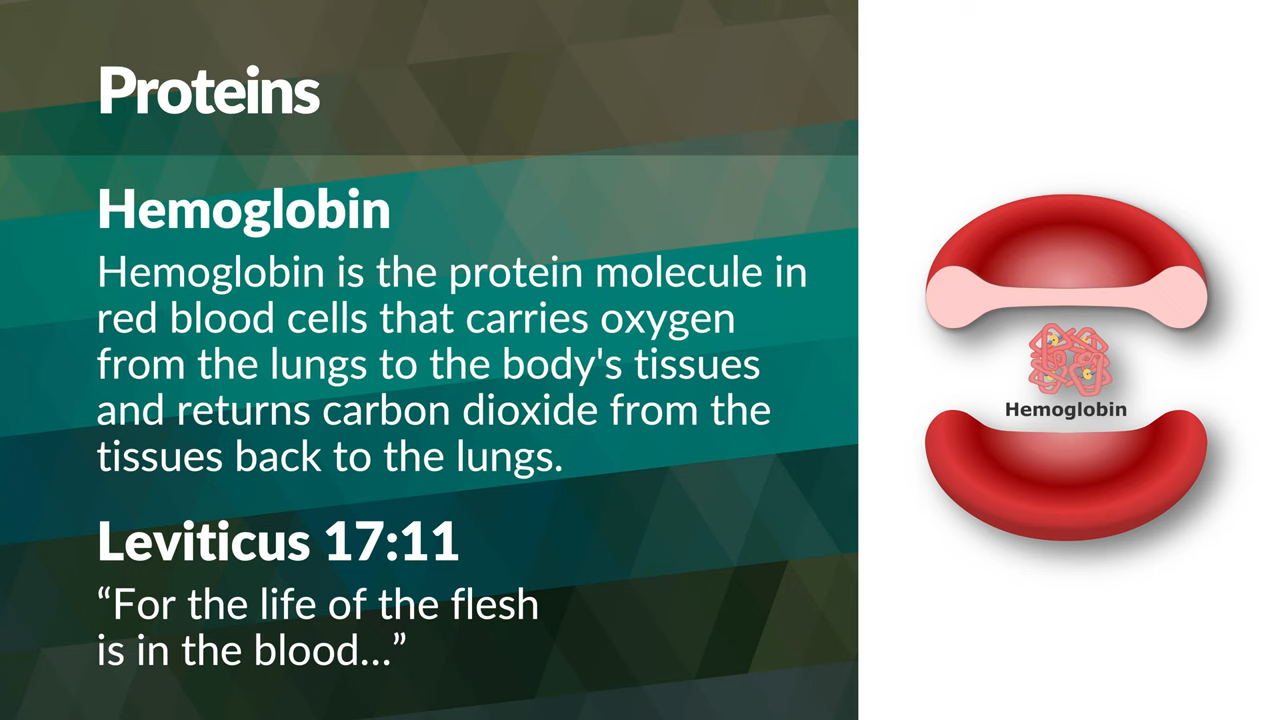 Proteins
Hemoglobin
Hemoglobin is the protein molecule in
red blood cells that carries oxygen
from the lungs to the body's tissues
and returns carbon dioxide from the
tissues back to the lungs.
Leviticus 17:11
“For the life of the flesh
is in the blood...”
Hemoglobin